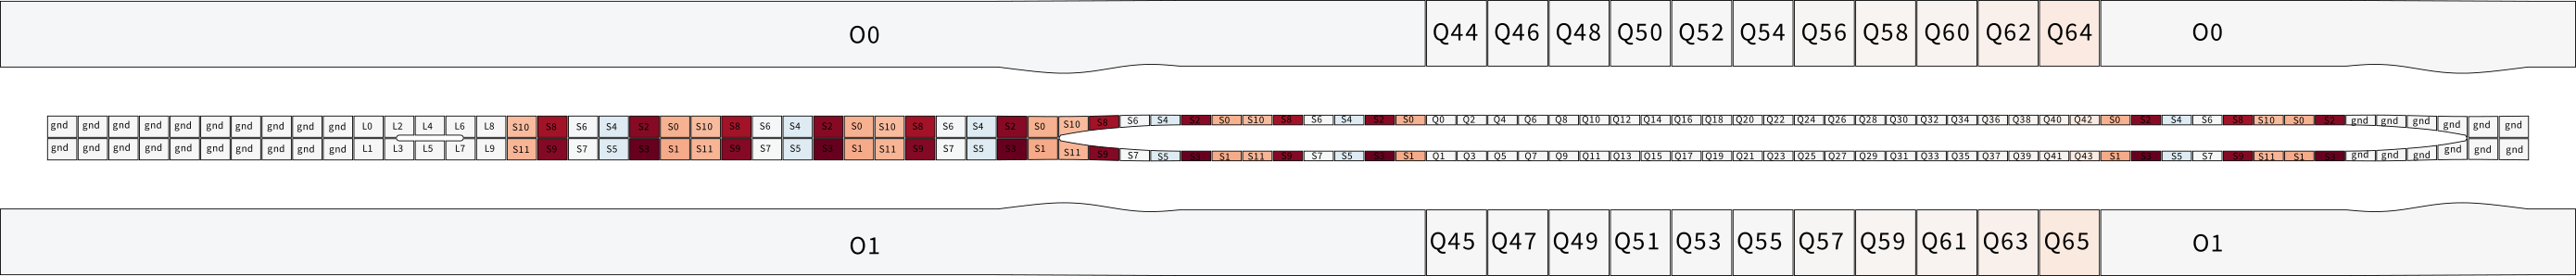 O0 Q44 Q46 Q48 Q50 Q52 Q54 Q56 Q58 Q60 Q62 Q64 O0
gnd gnd gnd gnd gnd gnd gnd gnd gnd gnd L0 L2 L4 L6 L8 S10 S8 S6 S4 S2 S0 S10 S8 S6 S4 S2 S0 S10 S8 S6 S4 S2 S0 S10 S8 S6 S4 S2 S0 S10 S8 S6 S4 S2 S0 Q0 Q2 Q4 Q6 Q8 Q10 Q12 Q14 Q16 Q18 Q20 Q22 Q24 Q26 Q28 Q30 Q32 Q34 Q36 Q38 Q40 Q42 S0 S2 S4 S6 S8 S10 S0 S2 gnd gnd gnd gnd gnd gnd
gnd gnd gnd gnd gnd gnd gnd gnd gnd gnd L1 L3 L5 L7 L9 S11 S9 S7 S5 S3 S1 S11 S9 S7 S5 S3 S1 S11 S9 S7 S5 S3 S1 S11 S9 S7 S5 S3 S1 S11 S9 S7 S5 S3 S1 Q1 Q3 Q5 Q7 Q9 Q11 Q13 Q15 Q17 Q19 Q21 Q23 Q25 Q27 Q29 Q31 Q33 Q35 Q37 Q39 Q41 Q43 S1 S3 S5 S7 S9 S11 S1 S3 gnd gnd gnd gnd gnd gnd
O1 Q45 Q47 Q49 Q51 Q53 Q55 Q57 Q59 Q61 Q63 Q65 O1